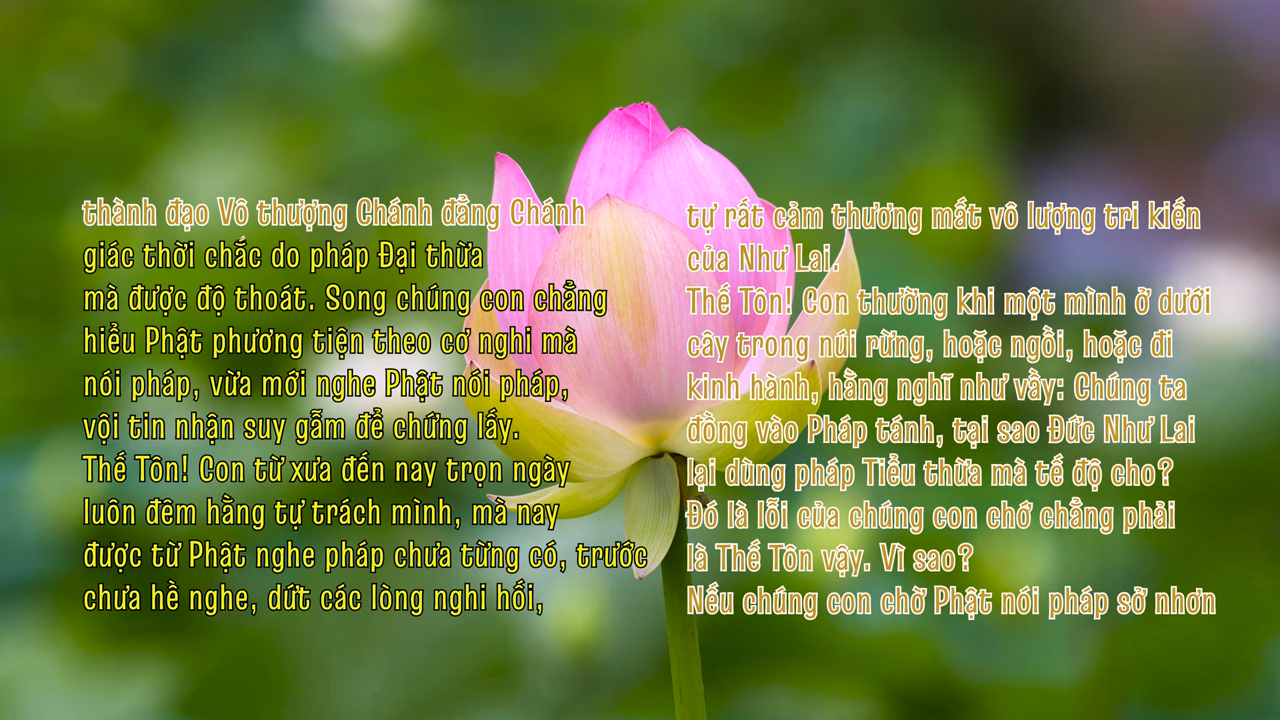 thành đạo Vô thượng Chánh đẳng Chánh
giác thời chắc do pháp Đại thừa
mà được độ thoát. Song chúng con chẳng
hiểu Phật phương tiện theo cơ nghi mà
nói pháp, vừa mới nghe Phật nói pháp,
vội tin nhận suy gẫm để chứng lấy.
Thế Tôn! Con từ xưa đến nay trọn ngày
luôn đêm hằng tự trách mình, mà nay
được từ Phật nghe pháp chưa từng có, trước
chưa hề nghe, dứt các lòng nghi hối,
tự rất cảm thương mất vô lượng tri kiến
của Như Lai.
Thế Tôn! Con thường khi một mình ở dưới
cây trong núi rừng, hoặc ngồi, hoặc đi
kinh hành, hằng nghĩ như vầy: Chúng ta
đồng vào Pháp tánh, tại sao Đức Như Lai
lại dùng pháp Tiểu thừa mà tế độ cho?
Đó là lỗi của chúng con chớ chẳng phải
là Thế Tôn vậy. Vì sao?
Nếu chúng con chờ Phật nói pháp sở nhơn